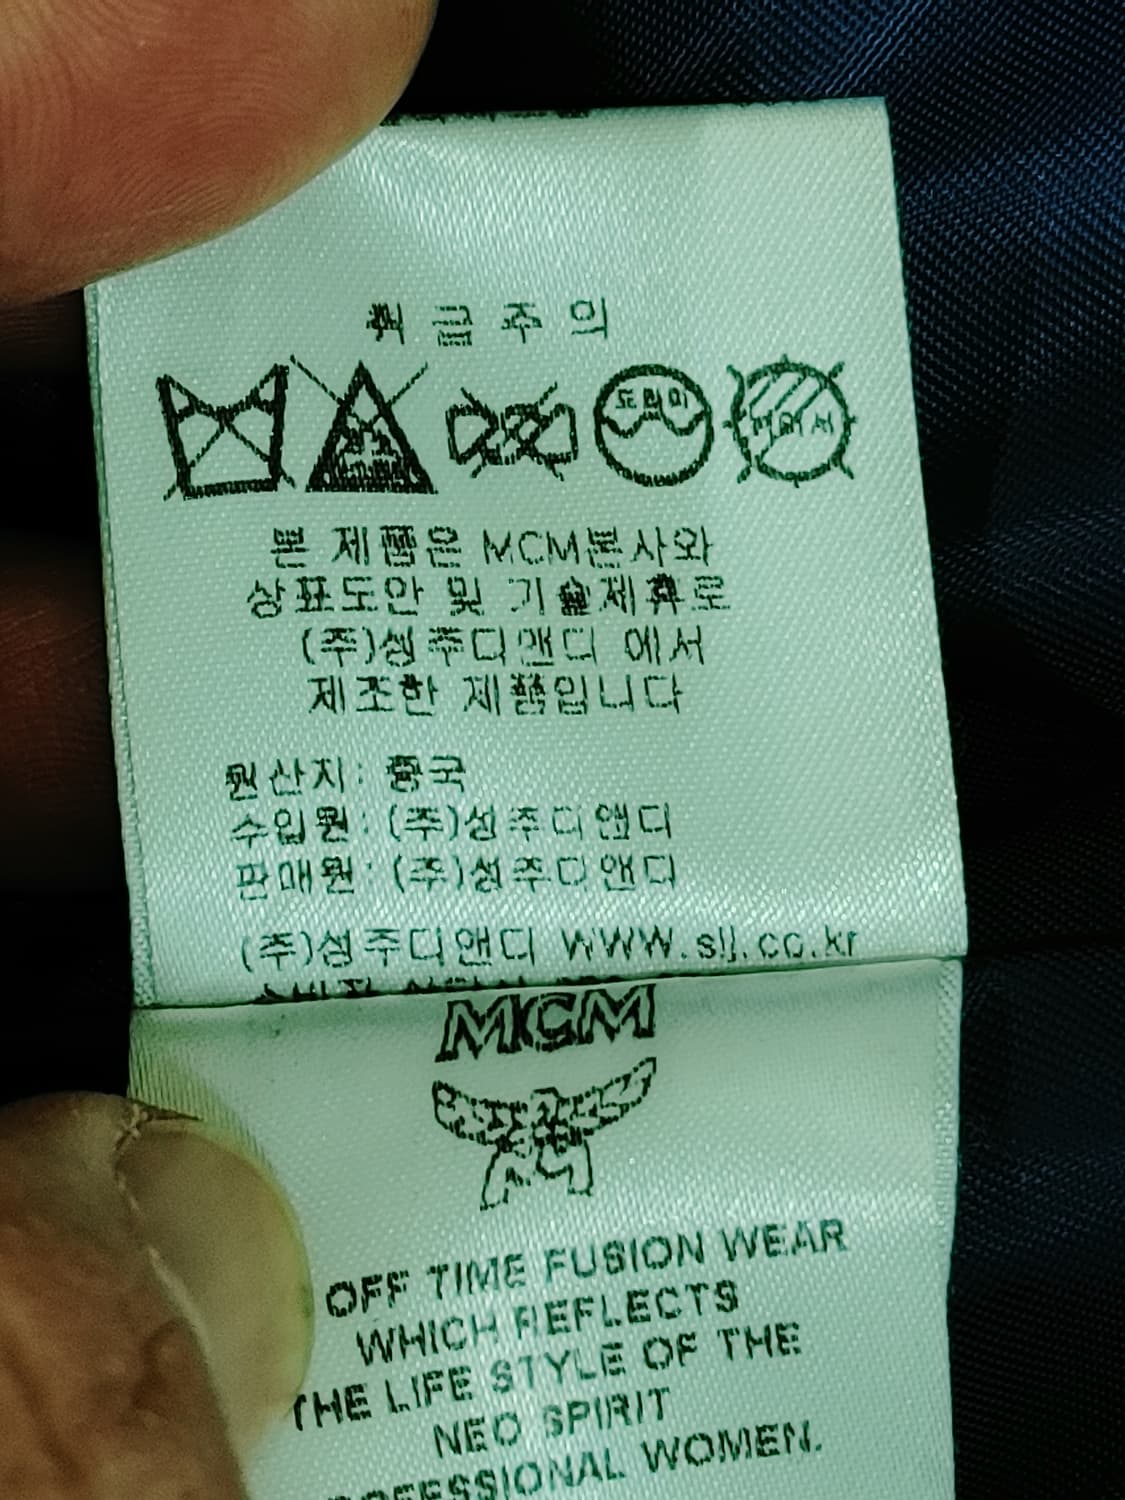 취급주의
도라이
본 제품은 MCM본사와
상표도안 및 기술제휴로
(주)성주디앤디 에서
제조한 제품입니다
원산지: 중국
수입원: (주)성주디앤디
판매원: (주)성주디앤디
(주)성주디앤디 www.sjj.co.kr
MCM
OFF TIME FUSION WEAR
WHICH REFLECTS
THE LIFE STYLE OF THE
NEO SPIRIT
WOMEN.